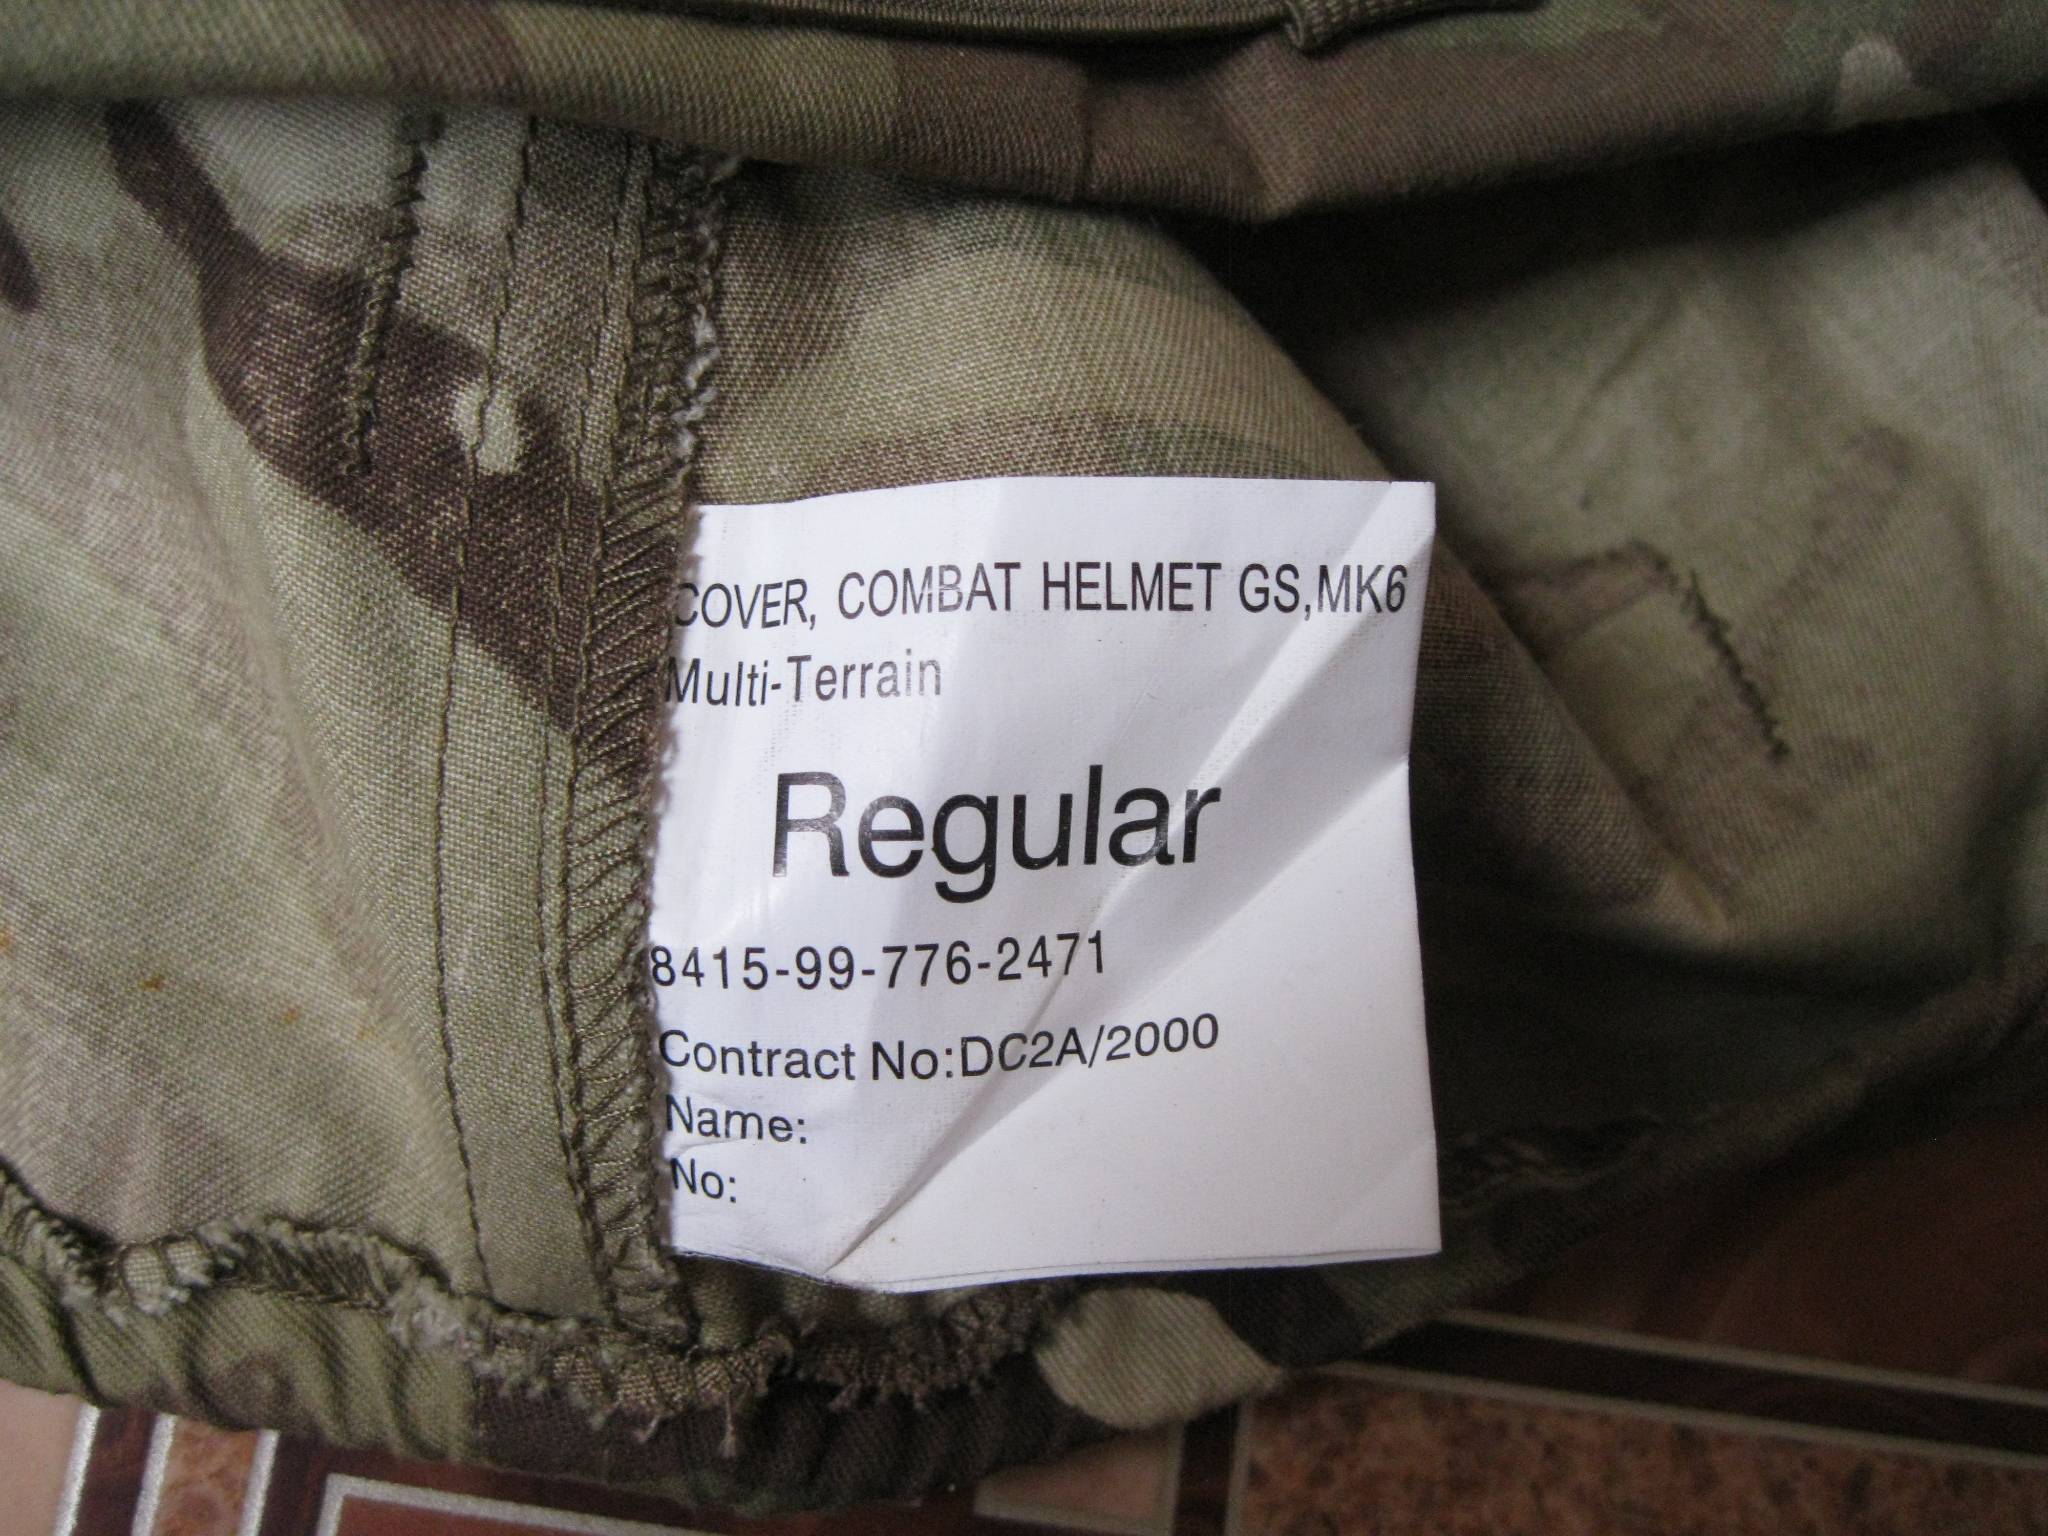 COVER, COMBAT HELMET GS,MK6
Multi-Terrain
Regular
8415-99-776-2471
Contract No:DC2A/2000
Name:
No: